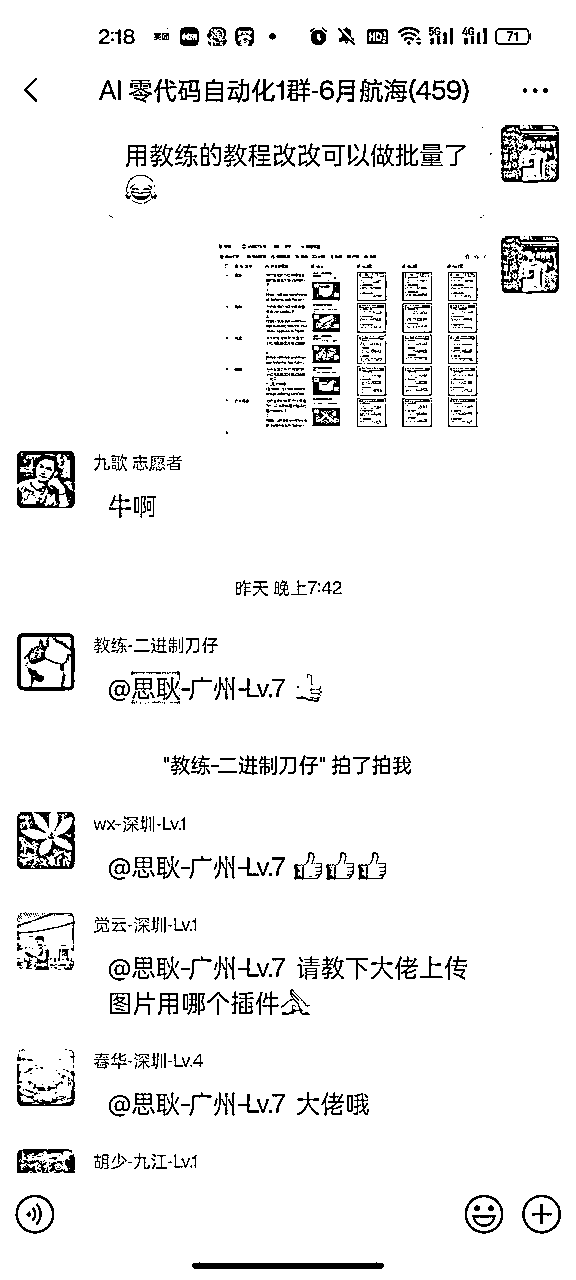 2:18
HD
5G
4G
71
AI 零代码自动化1群-6月航海(459)
用教练的教程改改可以做批量了
九歌 志愿者
牛啊
昨天 晚上7:42
教练-二进制刀仔
@思耿-广州-Lv.7
"教练-二进制刀仔" 拍了拍我
wx-深圳-Lv.1
@思耿-广州-Lv.7
觉云-深圳-Lv.1
@思耿-广州-Lv.7 请教下大佬上传
图片用哪个插件
春华-深圳-Lv.4
@思耿-广州-Lv.7 大佬哦
胡少-九江-Lv.1